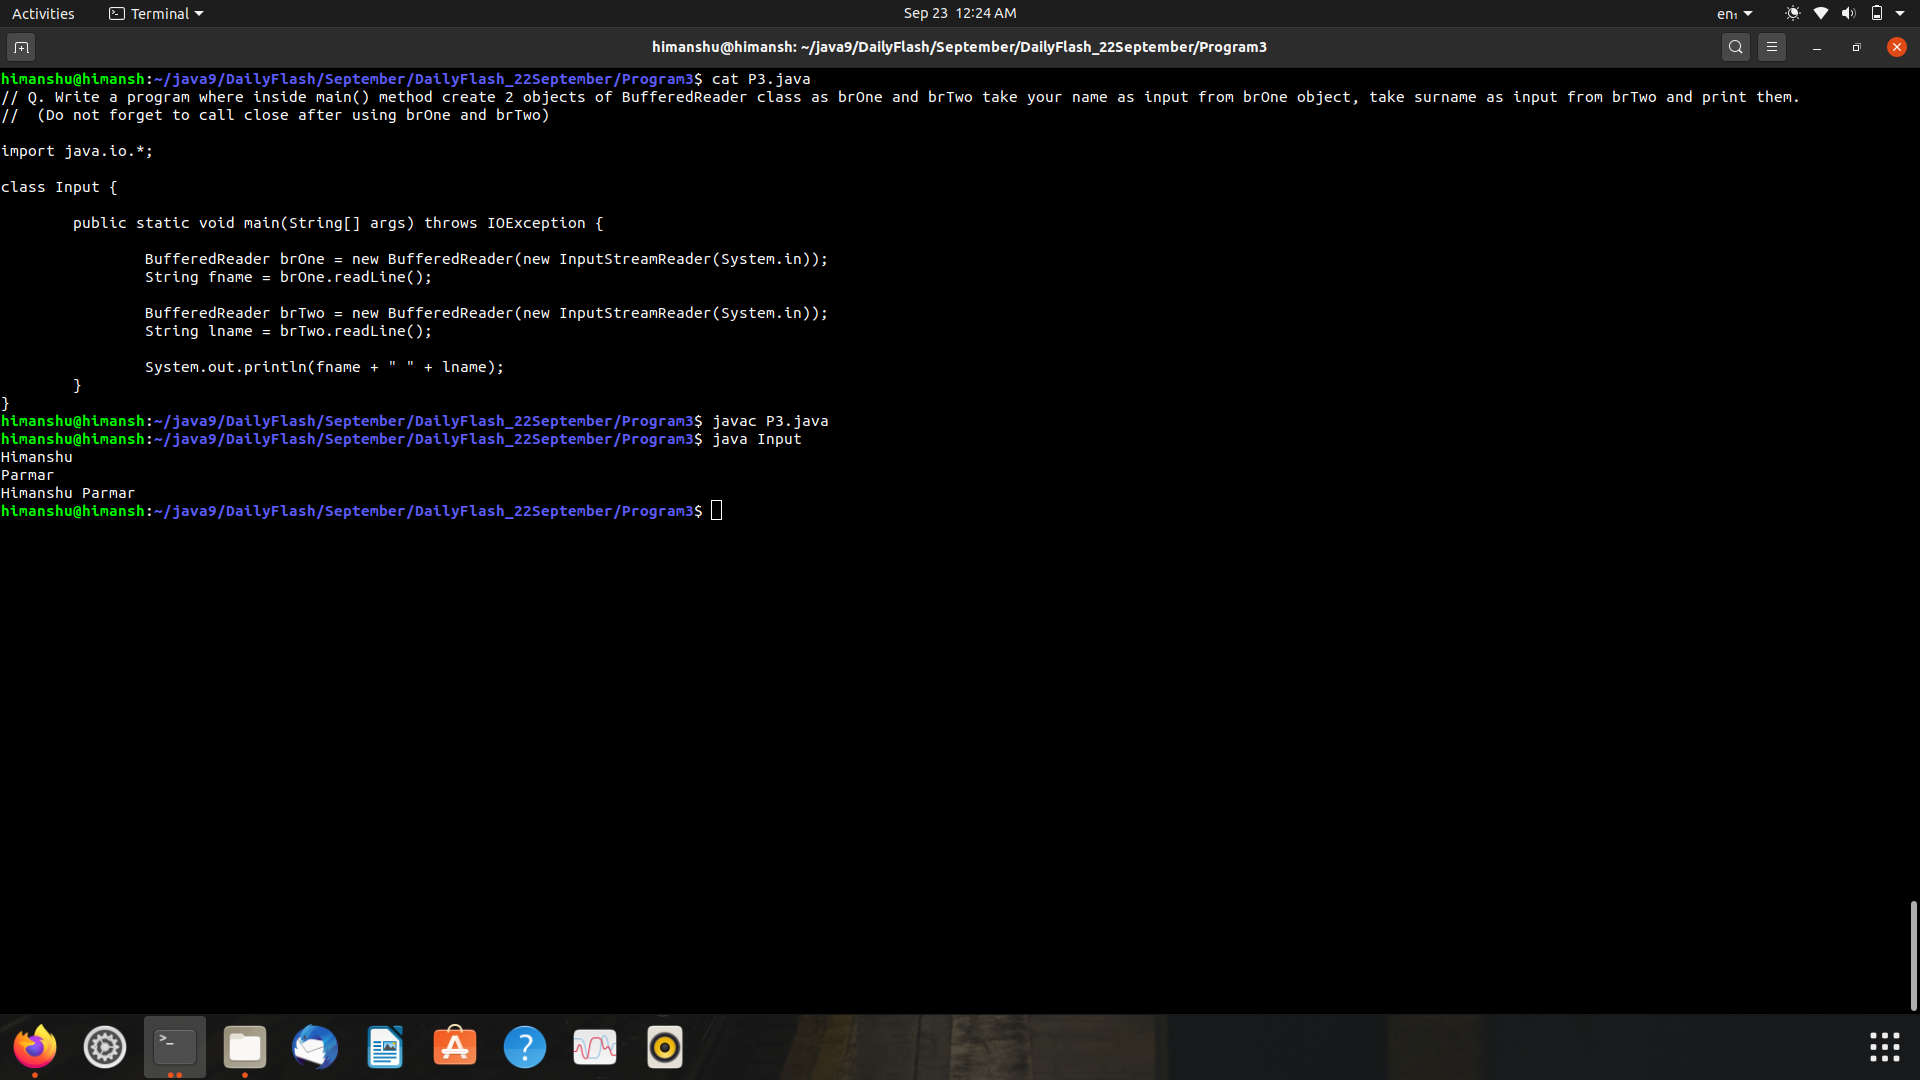 Activities Terminal Sep 23 12:24 AM en₁
himanshu@himansh: ~/java9/DailyFlash/September/DailyFlash_22September/Program3
himanshu@himansh:~/java9/DailyFlash/September/DailyFlash_22September/Program3$ cat P3.java
// Q. Write a program where inside main() method create 2 objects of BufferedReader class as brOne and brTwo take your name as input from brOne object, take surname as input from brTwo and print them.
//  (Do not forget to call close after using brOne and brTwo)
import java.io.*;
class Input {
        public static void main(String[] args) throws IOException {
                BufferedReader brOne = new BufferedReader(new InputStreamReader(System.in));
                String fname = brOne.readLine();
                BufferedReader brTwo = new BufferedReader(new InputStreamReader(System.in));
                String lname = brTwo.readLine();
                System.out.println(fname + " " + lname);
        }
}
himanshu@himansh:~/java9/DailyFlash/September/DailyFlash_22September/Program3$ javac P3.java
himanshu@himansh:~/java9/DailyFlash/September/DailyFlash_22September/Program3$ java Input
Himanshu
Parmar
Himanshu Parmar
himanshu@himansh:~/java9/DailyFlash/September/DailyFlash_22September/Program3$